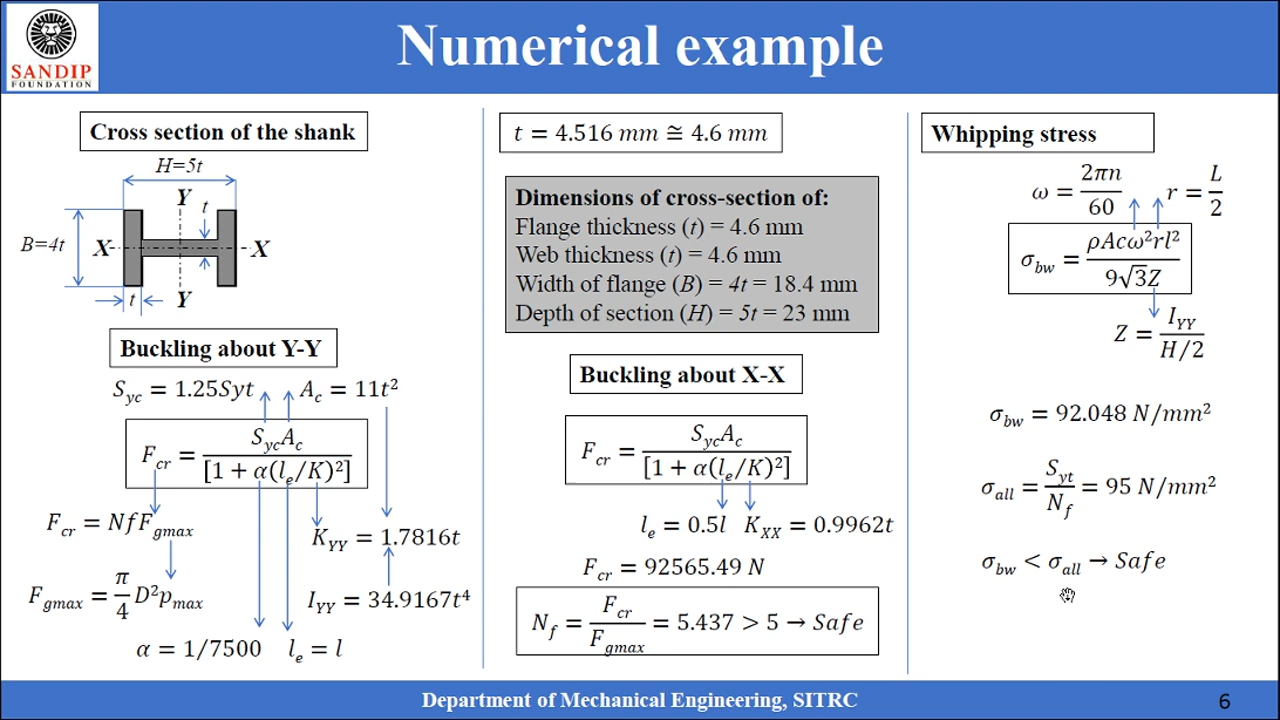 SANDIP
FOUNDATION
Numerical example
Cross section of the shank
H=5t
Y
t
B=4t
X
X
t
Y
Buckling about Y-Y
S_yc = 1.25Syt
A_c = 11t²
F_cr = S_yc A_c / [1 + α(l_e/K)²]
F_cr = NfF_gmax
K_YY = 1.7816t
F_gmax = π/4 D²p_max
I_YY = 34.9167t⁴
α = 1/7500
l_e = l
t = 4.516 mm ≅ 4.6 mm
Dimensions of cross-section of:
Flange thickness (t) = 4.6 mm
Web thickness (t) = 4.6 mm
Width of flange (B) = 4t = 18.4 mm
Depth of section (H) = 5t = 23 mm
Buckling about X-X
F_cr = S_yc A_c / [1 + α(l_e/K)²]
l_e = 0.5l
K_XX = 0.9962t
F_cr = 92565.49 N
N_f = F_cr / F_gmax = 5.437 > 5 → Safe
Whipping stress
ω = 2πn / 60
r = L / 2
σ_bw = ρAcω²rl² / 9√3Z
Z = I_YY / H/2
σ_bw = 92.048 N/mm²
σ_all = S_yt / N_f = 95 N/mm²
σ_bw < σ_all → Safe
Department of Mechanical Engineering, SITRC
6